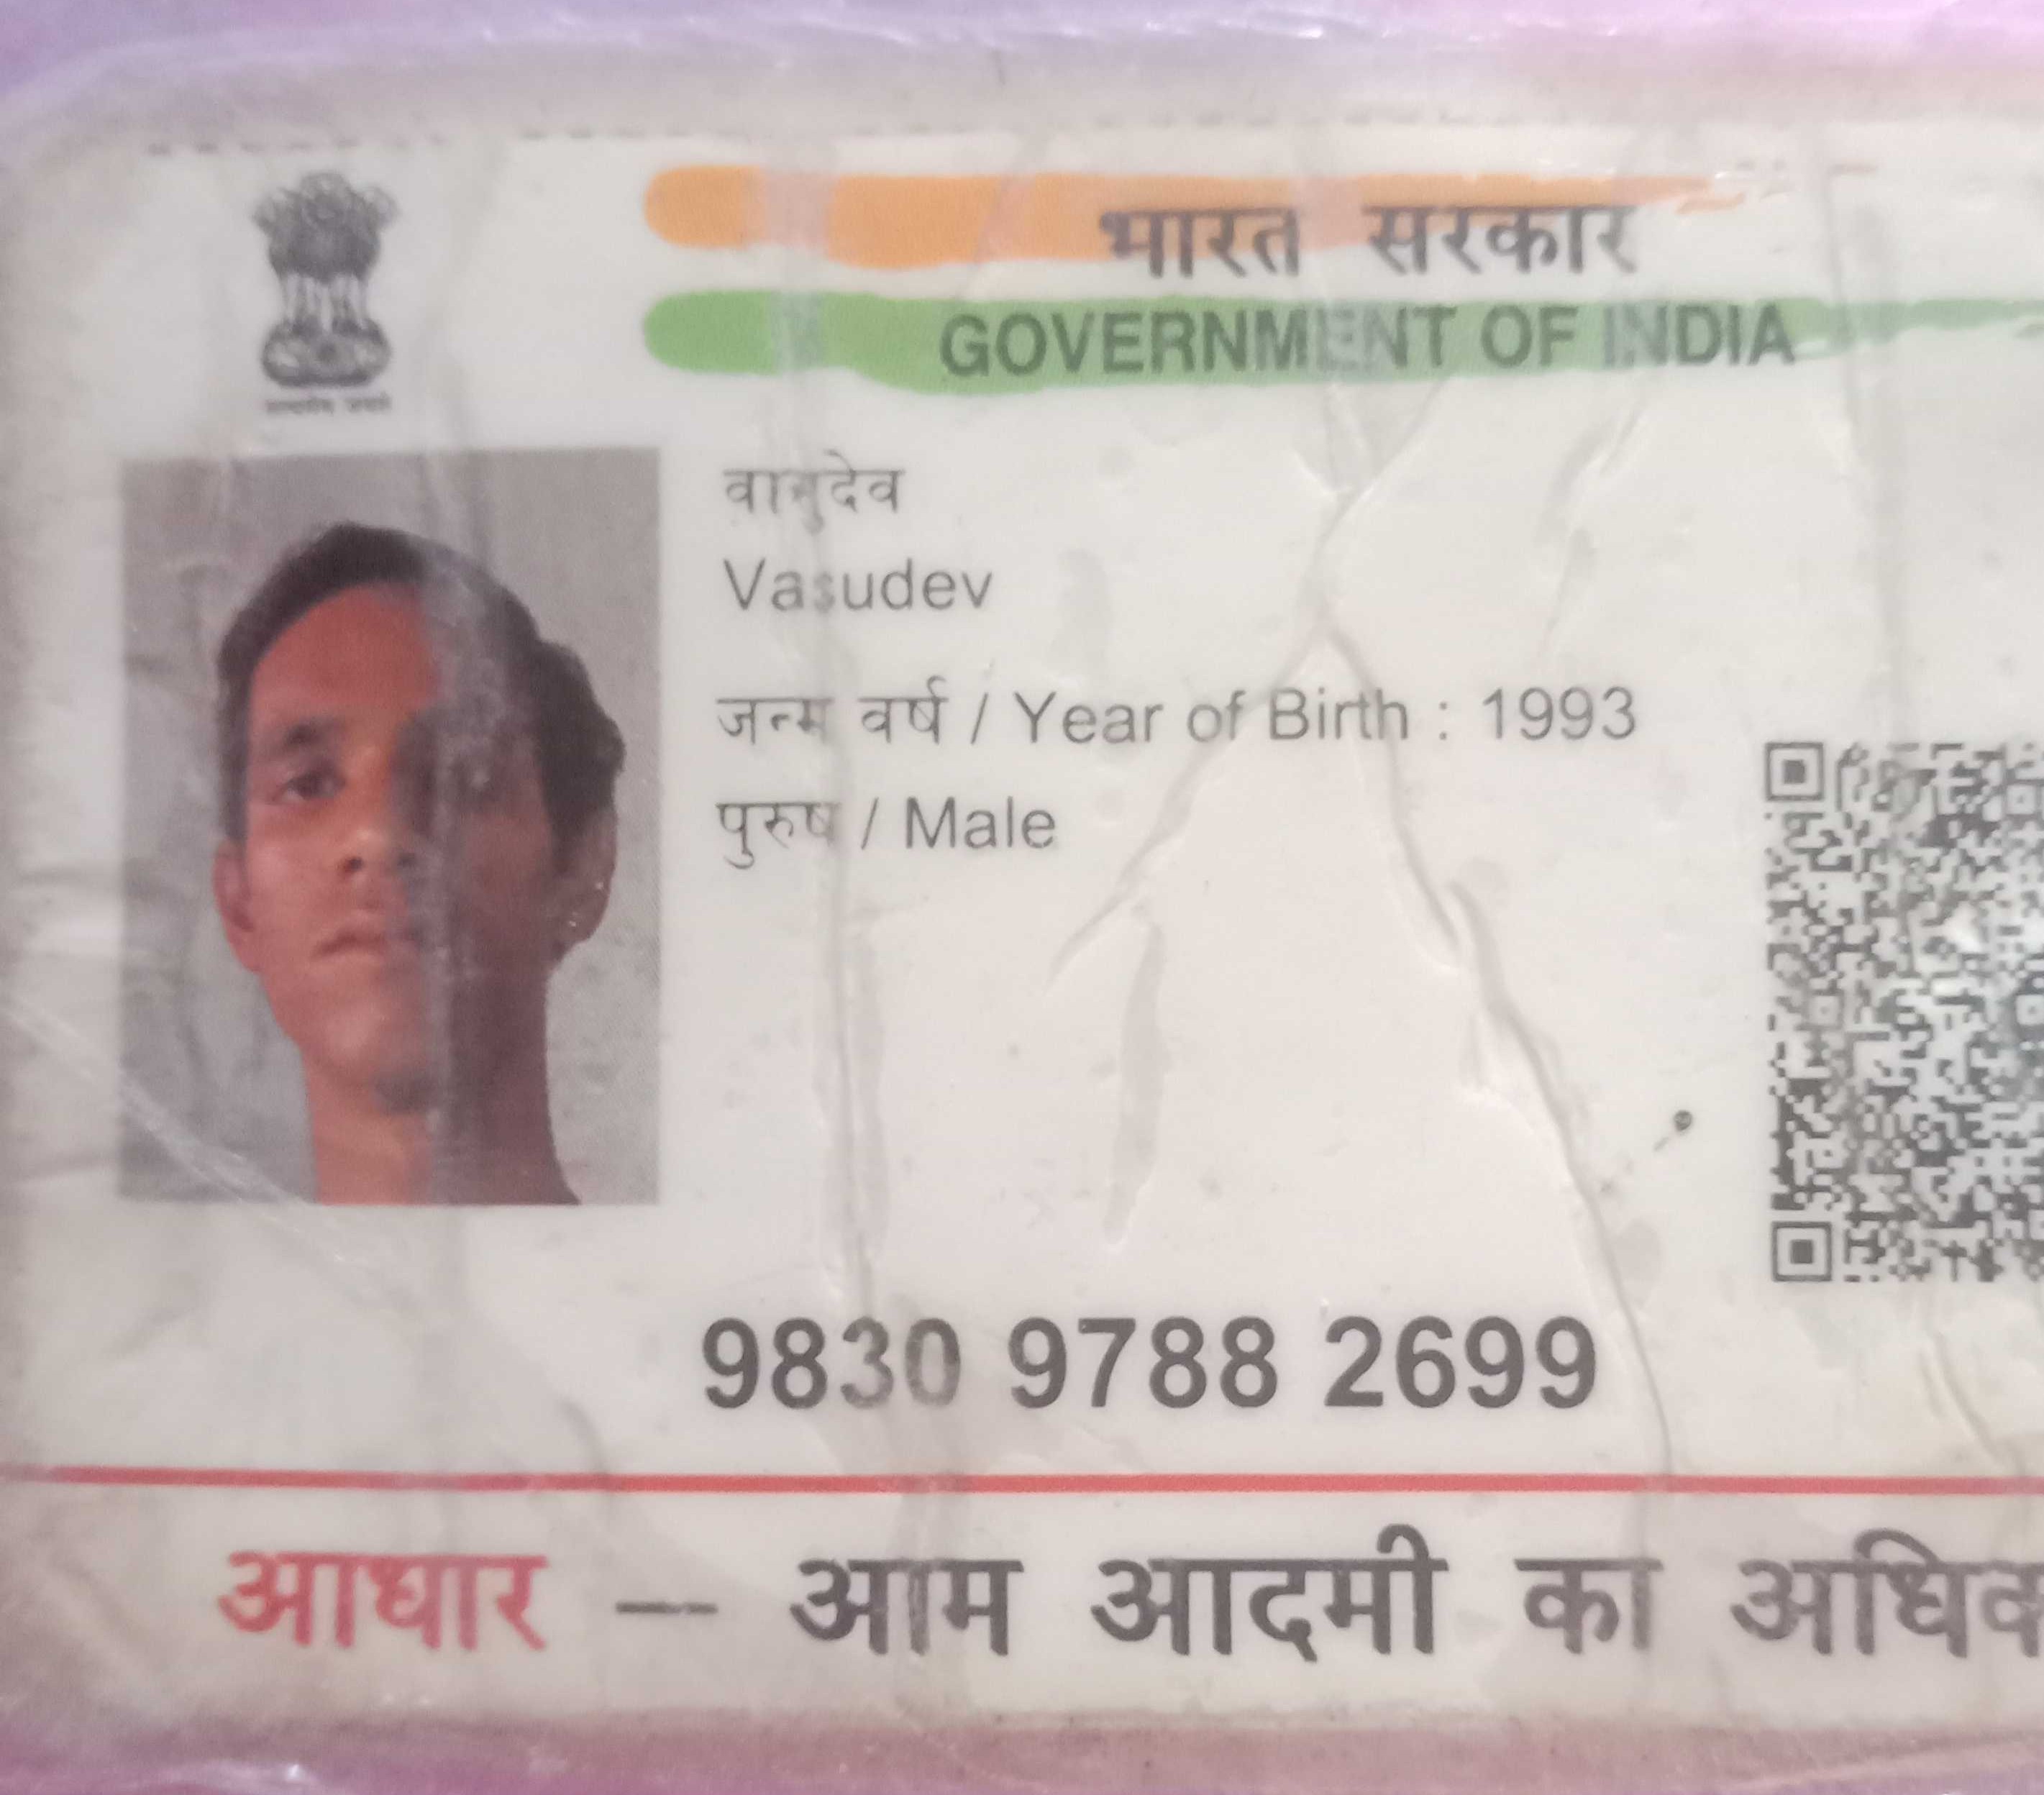 भारत सरकार
GOVERNMENT OF INDIA
Vasudev
जन्म वर्ष / Year of Birth : 1993
पुरुष / Male
9830 9788 2699
आधार — आम आदमी का